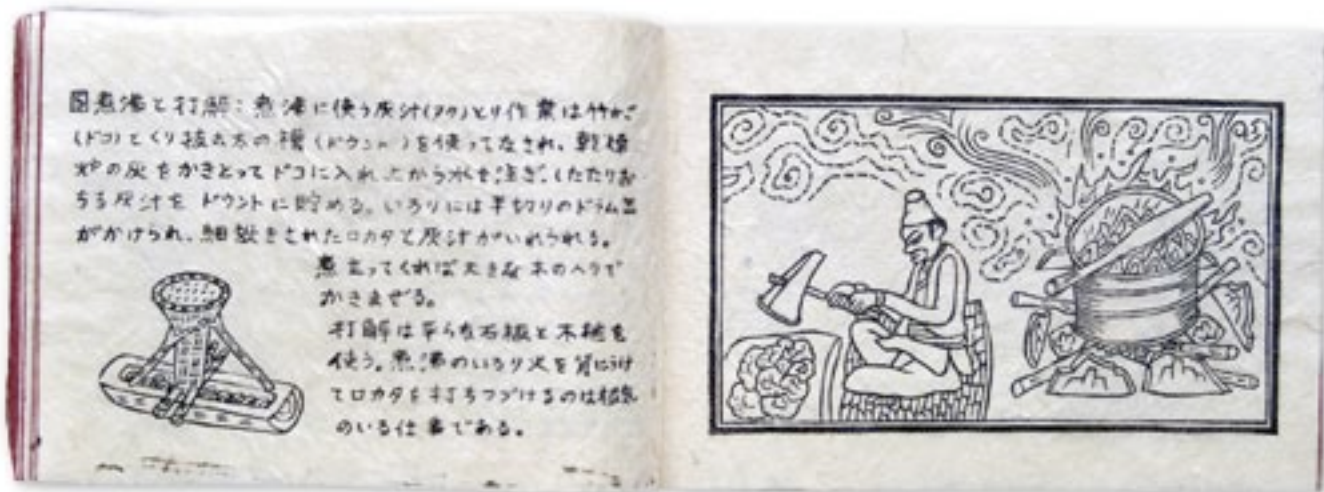 図煮沸と打解：煮沸に使う灰汁(アク)とり作業は竹かご
(ドコ)とくり抜た木の槽(ドウント)を使ってなされ、乾燥
炉の灰をかきとってドコに入れ上から水を注ぎ、したたりお
ちる灰汁をドウントに貯める。いろりには半切りのドラム缶
がかけられ、細裂きされたロカタと灰汁がいれられる。
煮立ってくれば大きな木のヘラで
かきまぜる。
打解は平らな石板と木槌を
使う。煮沸のいろり火を背にうけ
てロカタを打ちつづけるのは根気
のいる仕事である。